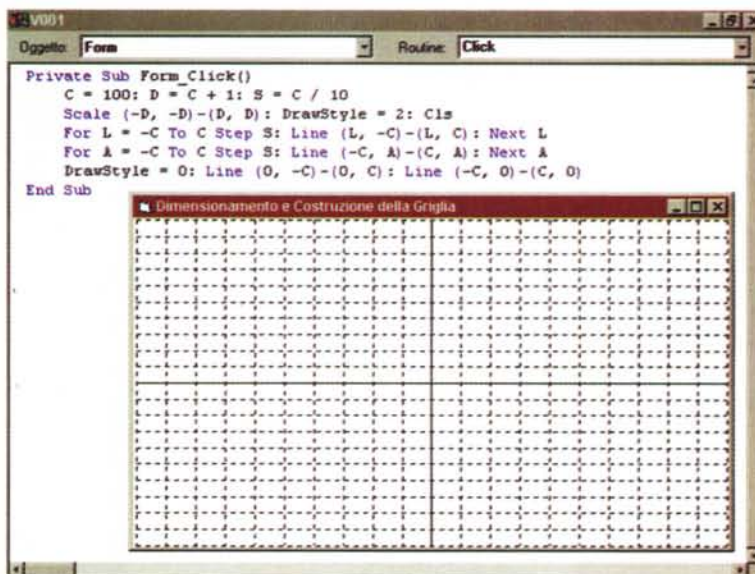 V001
Oggetto: Form Routine: Click
Private Sub Form_Click()
C = 100: D = C + 1: S = C / 10
Scale (-D, -D)-(D, D): DrawStyle = 2: Cls
For L = -C To C Step S: Line (L, -C)-(L, C): Next L
For A = -C To C Step S: Line (-C, A)-(C, A): Next A
DrawStyle = 0: Line (0, -C)-(0, C): Line (-C, 0)-(C, 0)
End Sub
Dimensionamento e Costruzione della Griglia